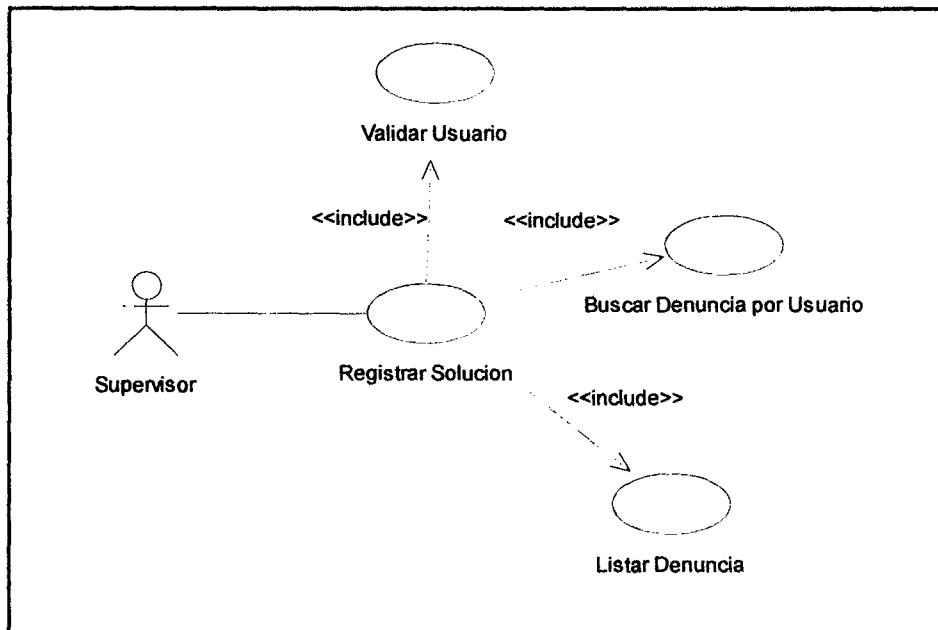 Validar Usuario
<<include>>
<<include>>
Buscar Denuncia por Usuario
Supervisor
Registrar Solucion
<<include>>
Listar Denuncia